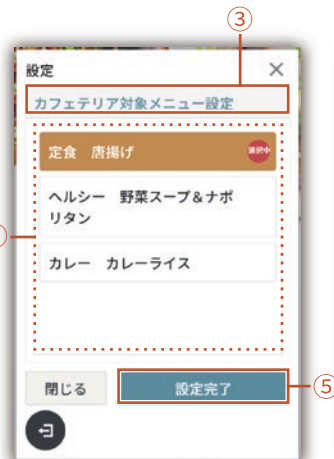 ③
設定
カフェテリア対象メニュー設定
定食　唐揚げ
選択中
ヘルシー　野菜スープ&ナポ
リタン
カレー　カレーライス
閉じる
設定完了
⑤